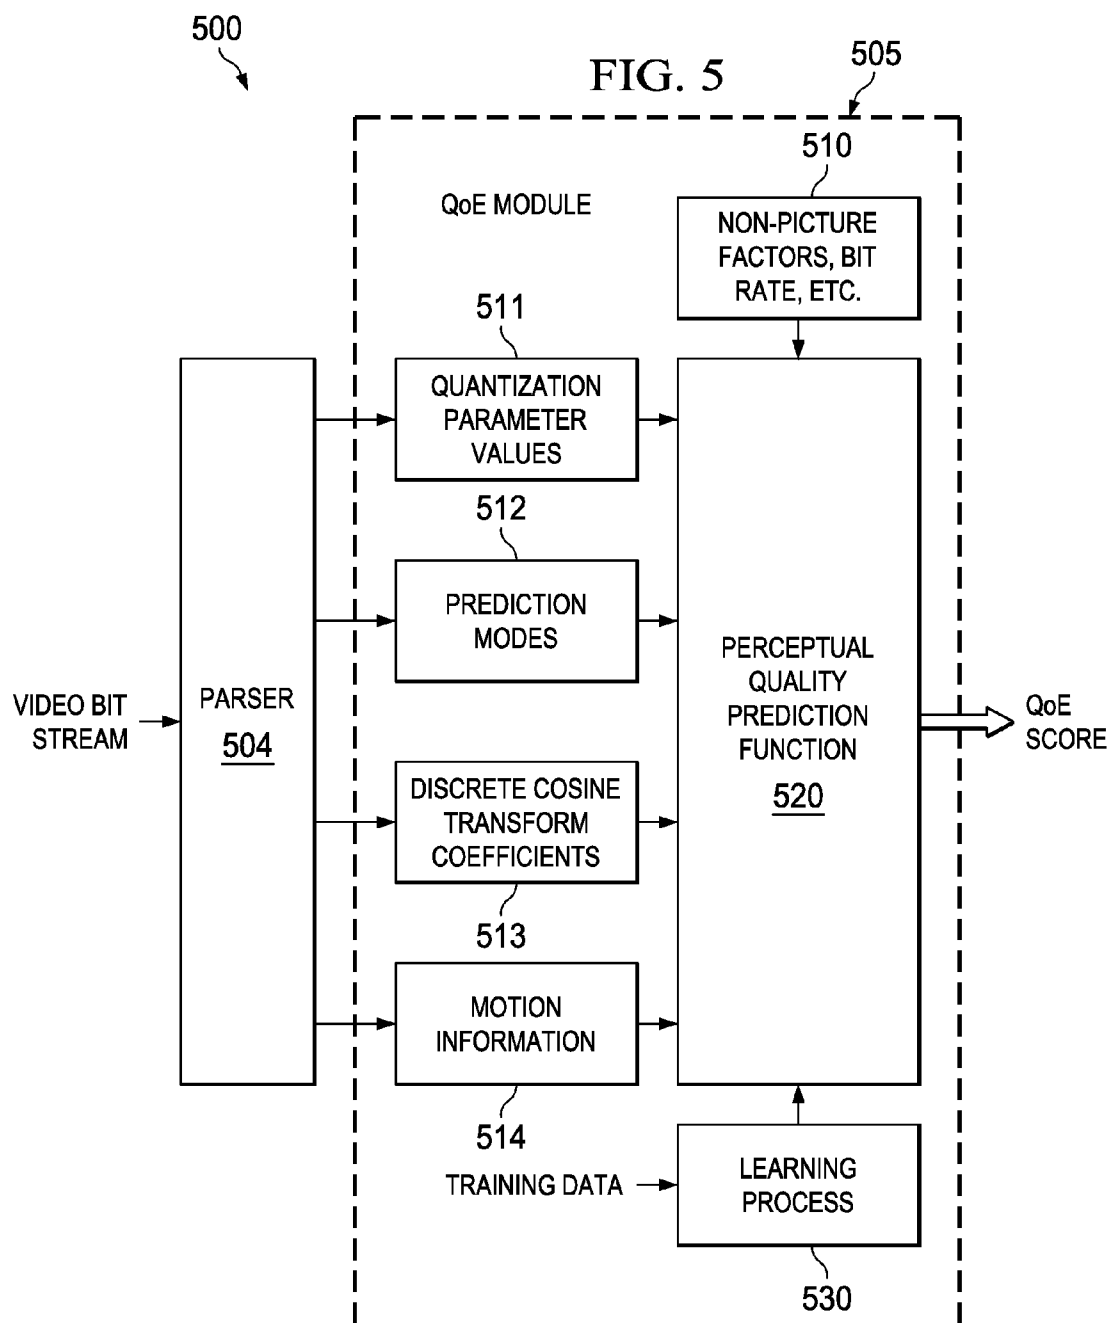 500
FIG. 5
505
510
QoE MODULE
NON-PICTURE
FACTORS, BIT
RATE, ETC.
511
QUANTIZATION
PARAMETER
VALUES
512
PREDICTION
MODES
PERCEPTUAL
QUALITY
PREDICTION
FUNCTION
520
VIDEO BIT
STREAM
PARSER
504
QoE
SCORE
DISCRETE COSINE
TRANSFORM
COEFFICIENTS
513
MOTION
INFORMATION
514
TRAINING DATA
LEARNING
PROCESS
530